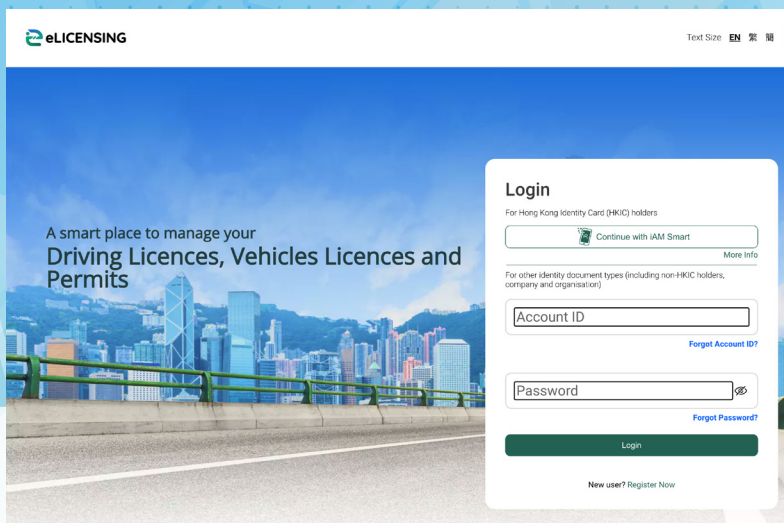 eLICENSING
Text Size EN 繁 簡
A smart place to manage your
Driving Licences, Vehicles Licences and
Permits
Login
For Hong Kong Identity Card (HKIC) holders
Continue with iAM Smart
More Info
For other identity document types (including non-HKIC holders,
company and organisation)
Account ID
Forgot Account ID?
Password
Forgot Password?
Login
New user? Register Now